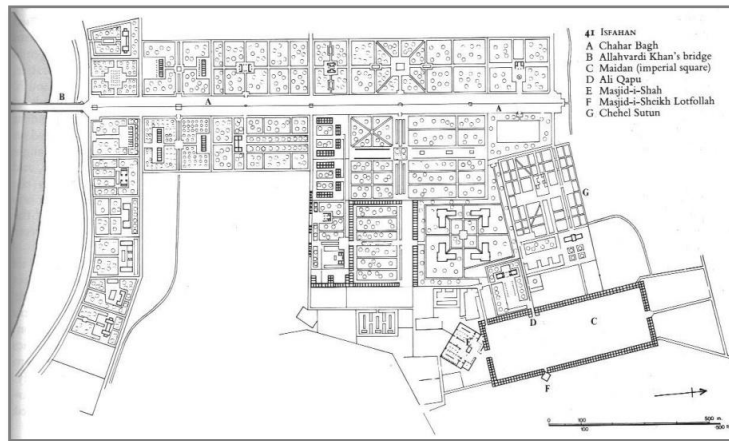 41 ISFAHAN
A Chahar Bagh
B Allahvardi Khan's bridge
C Maidan (imperial square)
D Ali Qapu
E Masjid-i-Shah
F Masjid-i-Sheikh Lotfollah
G Chehel Sutun
B
A
A
G
D
C
F
0
100
500 m.
100